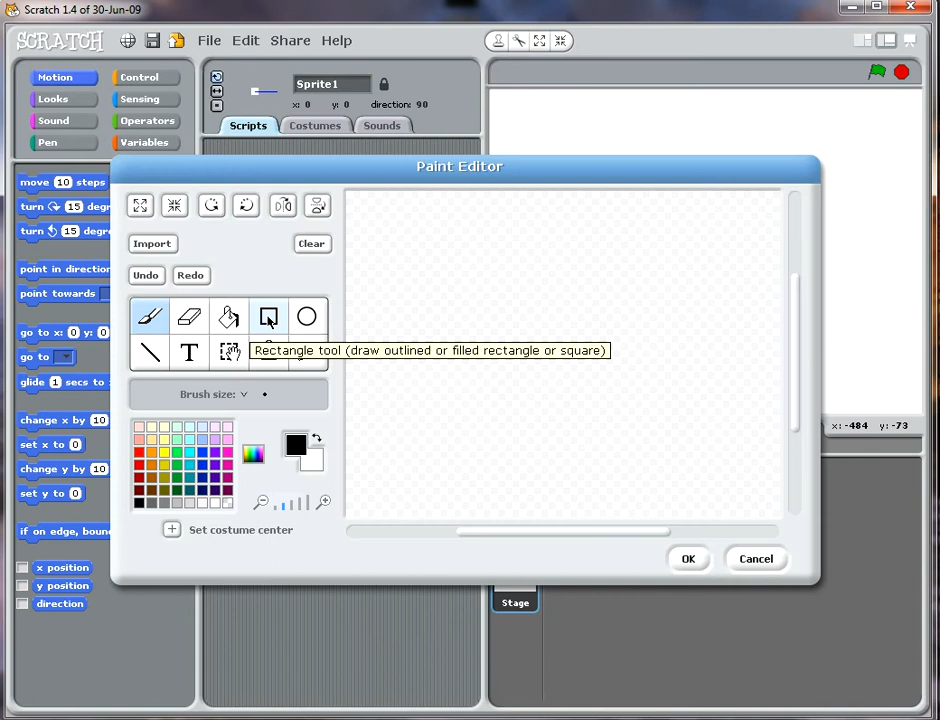 Scratch 1.4 of 30-Jun-09
SCRATCH
File Edit Share Help
Motion Control
Looks Sensing
Sound Operators
Pen Variables
Sprite1
x: 0 y: 0 direction: 90
Scripts Costumes Sounds
Paint Editor
move 10 steps
turn 15 degr
turn 15 degre
point in direction
point towards
go to x: 0 y: 0
go to
glide 1 secs to x
change x by 10
set x to 0
change y by 10
set y to 0
if on edge, bounc
x position
y position
direction
Import Clear
Undo Redo
T
Rectangle tool (draw outlined or filled rectangle or square)
Brush size:
Set costume center
OK Cancel
x: -484 y: -73
Stage